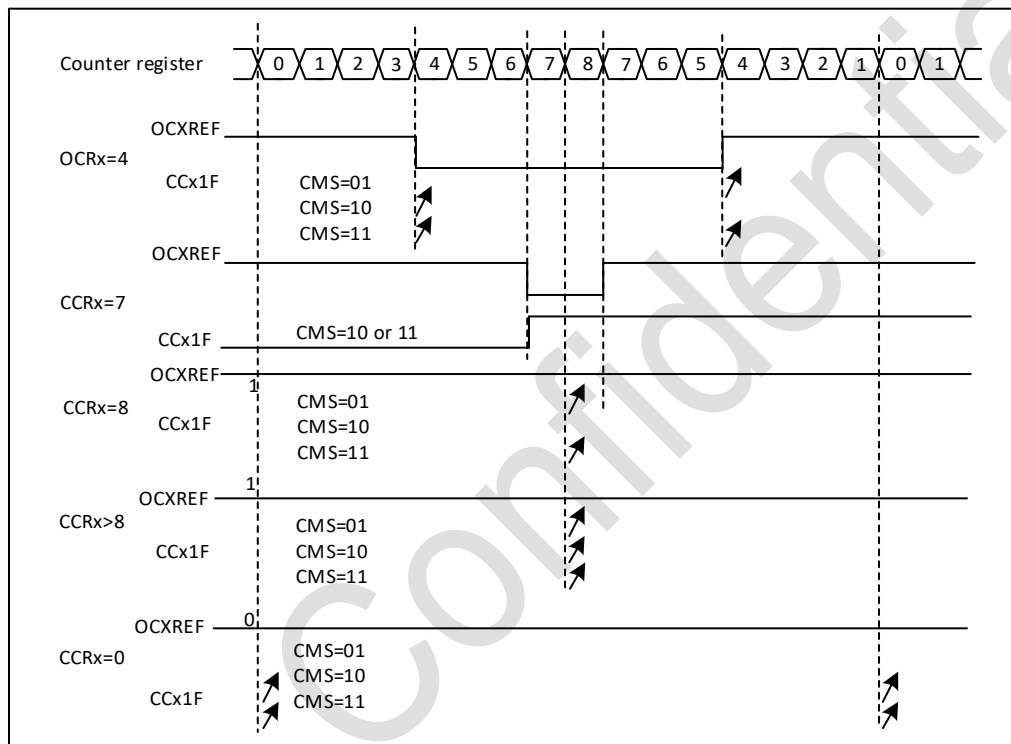 Counter register 0 1 2 3 4 5 6 7 8 7 6 5 4 3 2 1 0 1
OCXREF
OCRx=4
CCx1F CMS=01
CMS=10
CMS=11
OCXREF
CCRx=7
CCx1F CMS=10 or 11
OCXREF 1
CCRx=8 CMS=01
CCx1F CMS=10
CMS=11
OCXREF 1
CCRx>8 CMS=01
CCx1F CMS=10
CMS=11
OCXREF 0
CCRx=0 CMS=01
CMS=10
CCx1F CMS=11
Confidentia